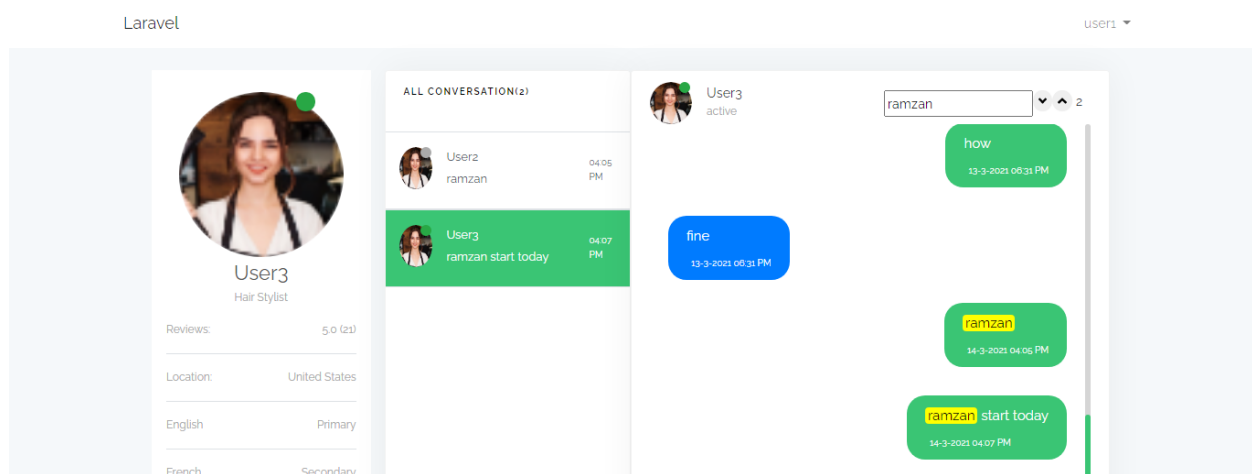 Laravel
user1
User3
Hair Stylist
Reviews: 5.0 (21)
Location: United States
English Primary
French Secondary
ALL CONVERSATION(2)
User2
ramzan
04:05
PM
User3
ramzan start today
04:07
PM
User3
active
ramzan
2
how
13-3-2021 06:31 PM
fine
13-3-2021 06:31 PM
ramzan
14-3-2021 04:05 PM
ramzan start today
14-3-2021 04:07 PM